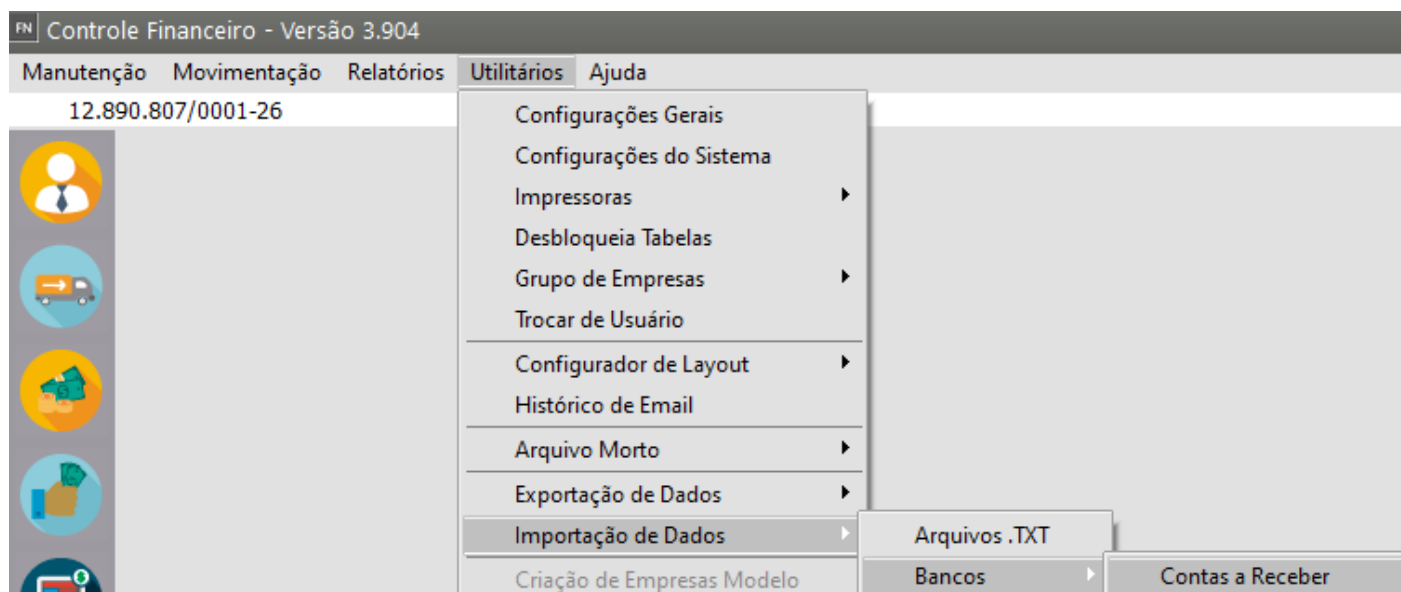 FN Controle Financeiro - Versão 3.904
Manutenção Movimentação Relatórios Utilitários Ajuda
12.890.807/0001-26
Configurações Gerais
Configurações do Sistema
Impressoras
Desbloqueia Tabelas
Grupo de Empresas
Trocar de Usuário
Configurador de Layout
Histórico de Email
Arquivo Morto
Exportação de Dados
Importação de Dados Arquivos .TXT
Criação de Empresas Modelo Bancos Contas a Receber